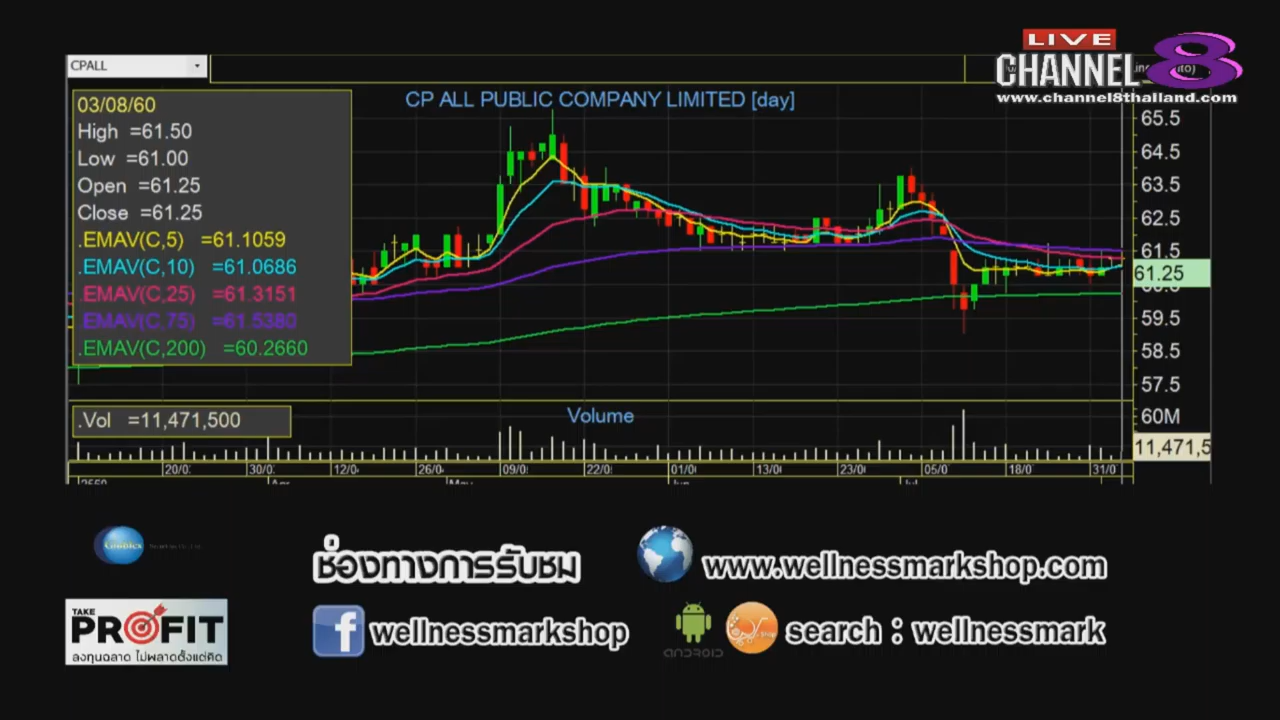 LIVE
CHANNEL 8
www.channel8thailand.com
CPALL
CP ALL PUBLIC COMPANY LIMITED [day]
03/08/60
High =61.50
Low =61.00
Open =61.25
Close =61.25
.EMAV(C,5) =61.1059
.EMAV(C,10) =61.0686
.EMAV(C,25) =61.3151
.EMAV(C,75) =61.5380
.EMAV(C,200) =60.2660
65.5
64.5
63.5
62.5
61.5
61.25
59.5
58.5
57.5
Volume
.Vol =11,471,500
60M
11,471,5
20/0 30/0 12/0 26/0 09/0 22/0 01/0 13/0 23/0 05/0 18/0 31/0
ช่องทางการรับชม
www.wellnessmarkshop.com
TAKE
PROFIT
ลงทุนฉลาด ไม่พลาดตั้งแต่คิด
wellnessmarkshop
ANDROID
search : wellnessmark